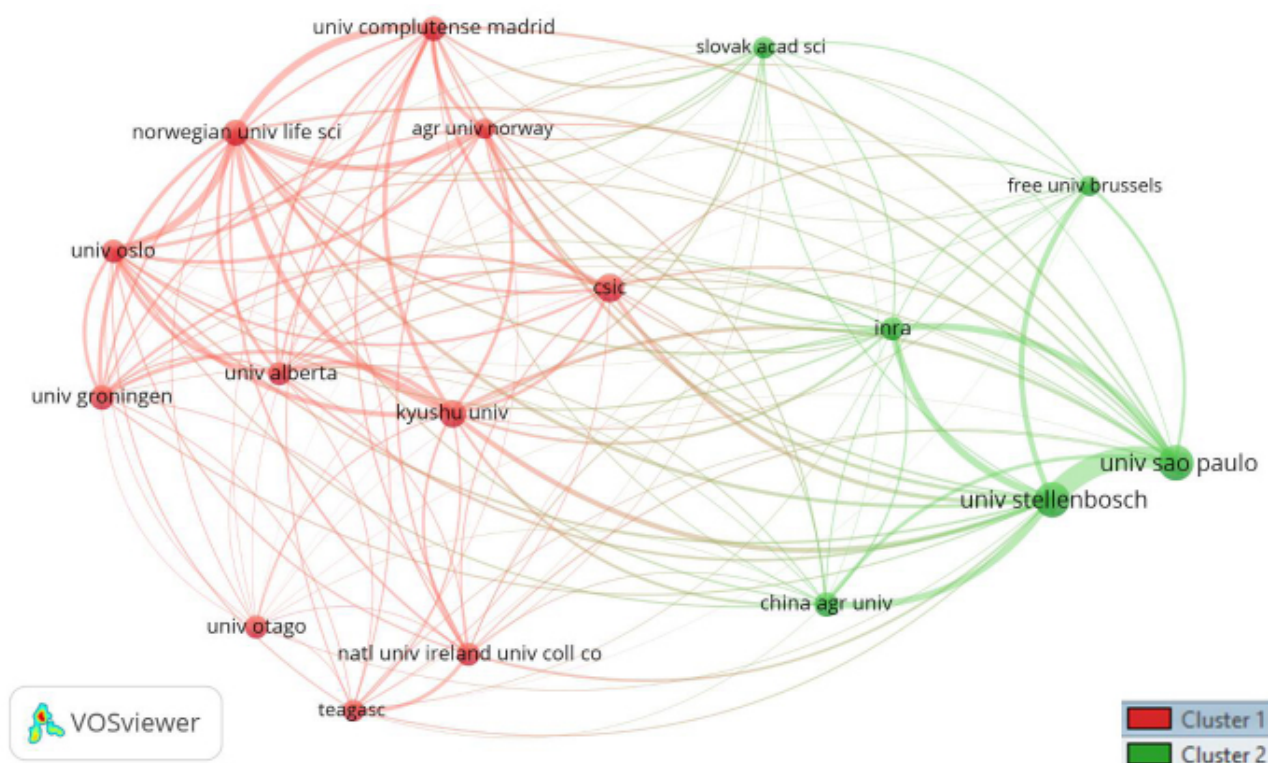 univ complutense madrid
slovak acad sci
norwegian univ life sci
agr univ norway
free univ brussels
univ oslo
csic
inra
univ alberta
univ groningen
kyushu univ
univ sao paulo
univ stellenbosch
china agr univ
univ otago
natl univ ireland univ coll co
teagasc
VOSviewer
Cluster 1
Cluster 2